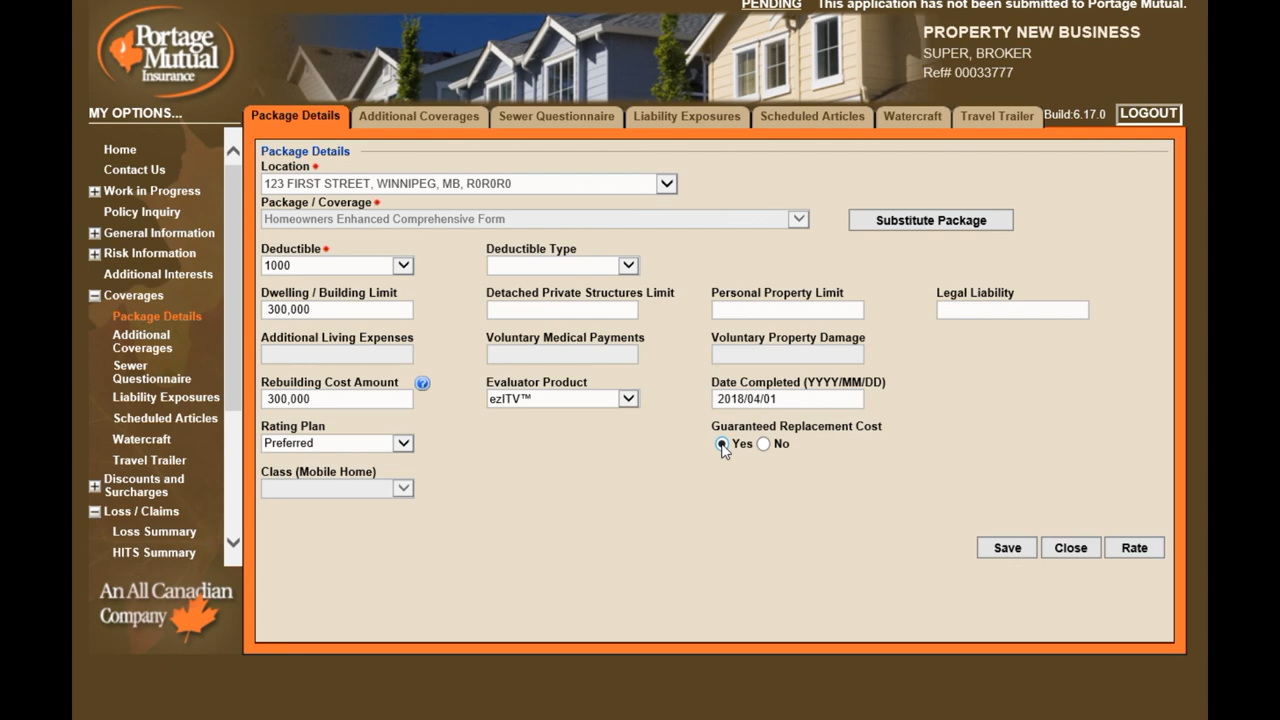 PENDING This application has not been submitted to Portage Mutual.
Portage
Mutual
Insurance
PROPERTY NEW BUSINESS
SUPER, BROKER
Ref# 00033777
MY OPTIONS...
Package Details Additional Coverages Sewer Questionnaire Liability Exposures Scheduled Articles Watercraft Travel Trailer Build:6.17.0 LOGOUT
Home
Contact Us
Work in Progress
Policy Inquiry
General Information
Risk Information
Additional Interests
Coverages
Package Details
Additional
Coverages
Sewer
Questionnaire
Liability Exposures
Scheduled Articles
Watercraft
Travel Trailer
Discounts and
Surcharges
Loss / Claims
Loss Summary
HITS Summary
An All Canadian
Company
Package Details
Location
123 FIRST STREET, WINNIPEG, MB, R0R0R0
Package / Coverage
Homeowners Enhanced Comprehensive Form Substitute Package
Deductible Deductible Type
1000
Dwelling / Building Limit Detached Private Structures Limit Personal Property Limit Legal Liability
300,000
Additional Living Expenses Voluntary Medical Payments Voluntary Property Damage
Rebuilding Cost Amount ? Evaluator Product Date Completed (YYYY/MM/DD)
300,000 ezITV™ 2018/04/01
Rating Plan Guaranteed Replacement Cost
Preferred Yes No
Class (Mobile Home)
Save Close Rate